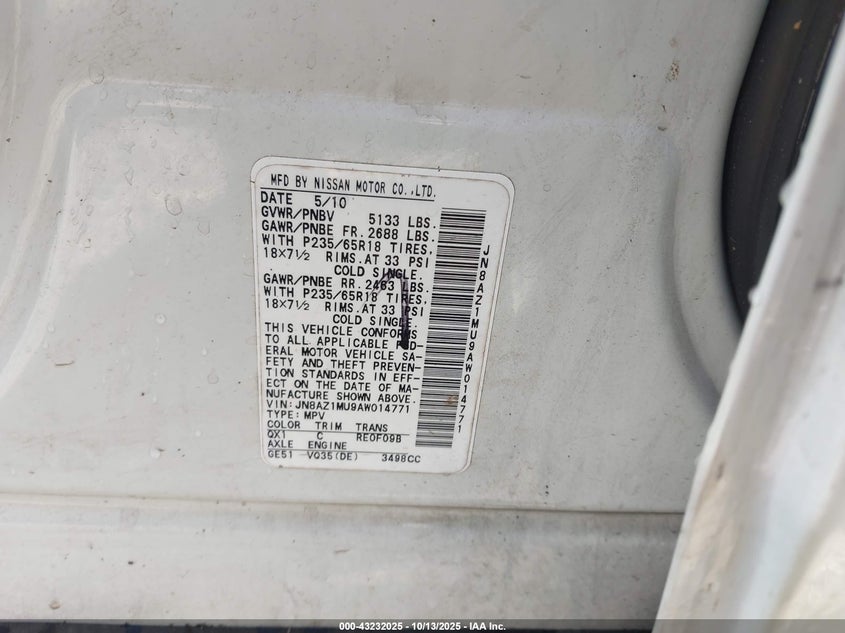 MFD BY NISSAN MOTOR CO.,LTD.
DATE 5/10
GVWR/PNBV 5133 LBS.
GAWR/PNBE FR. 2688 LBS.
WITH P235/65R18 TIRES,
18X7½ RIMS.AT 33 PSI
COLD SINGLE.
GAWR/PNBE RR. 2463 LBS.
WITH P235/65R18 TIRES,
18X7½ RIMS.AT 33 PSI
COLD SINGLE.
THIS VEHICLE CONFORMS
TO ALL APPLICABLE FED-
ERAL MOTOR VEHICLE SA-
FETY AND THEFT PREVEN-
TION STANDARDS IN EFF-
ECT ON THE DATE OF MA-
NUFACTURE SHOWN ABOVE.
VIN: JN8AZ1MU9AW014771
TYPE: MPV
COLOR TRIM TRANS
QX1 C RE0F09B
AXLE ENGINE
GE51 VQ35(DE) 3498CC
JN8AZ1MU9AW014771
000-43232025 - 10/13/2025 - IAA Inc.